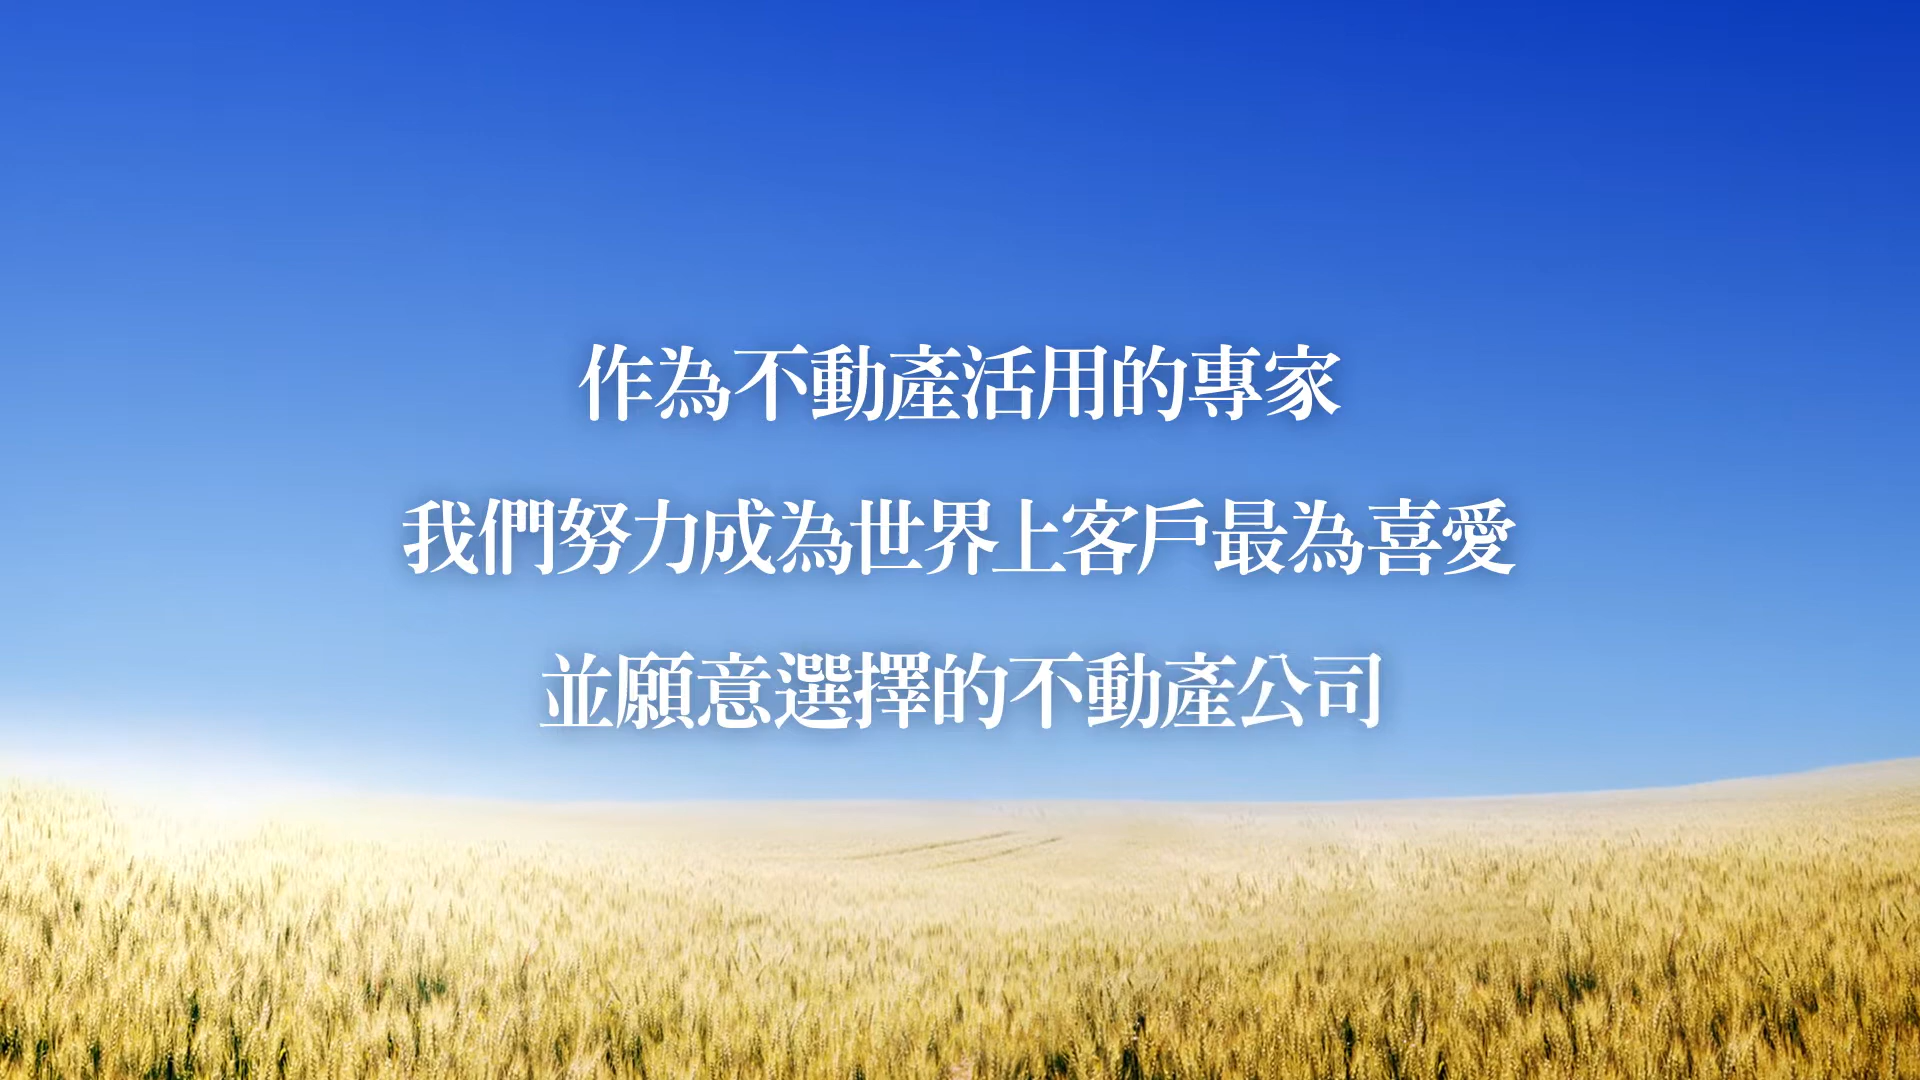 作為不動產活用的專家
我們努力成為世界上客戶最為喜愛
並願意選擇的不動產公司